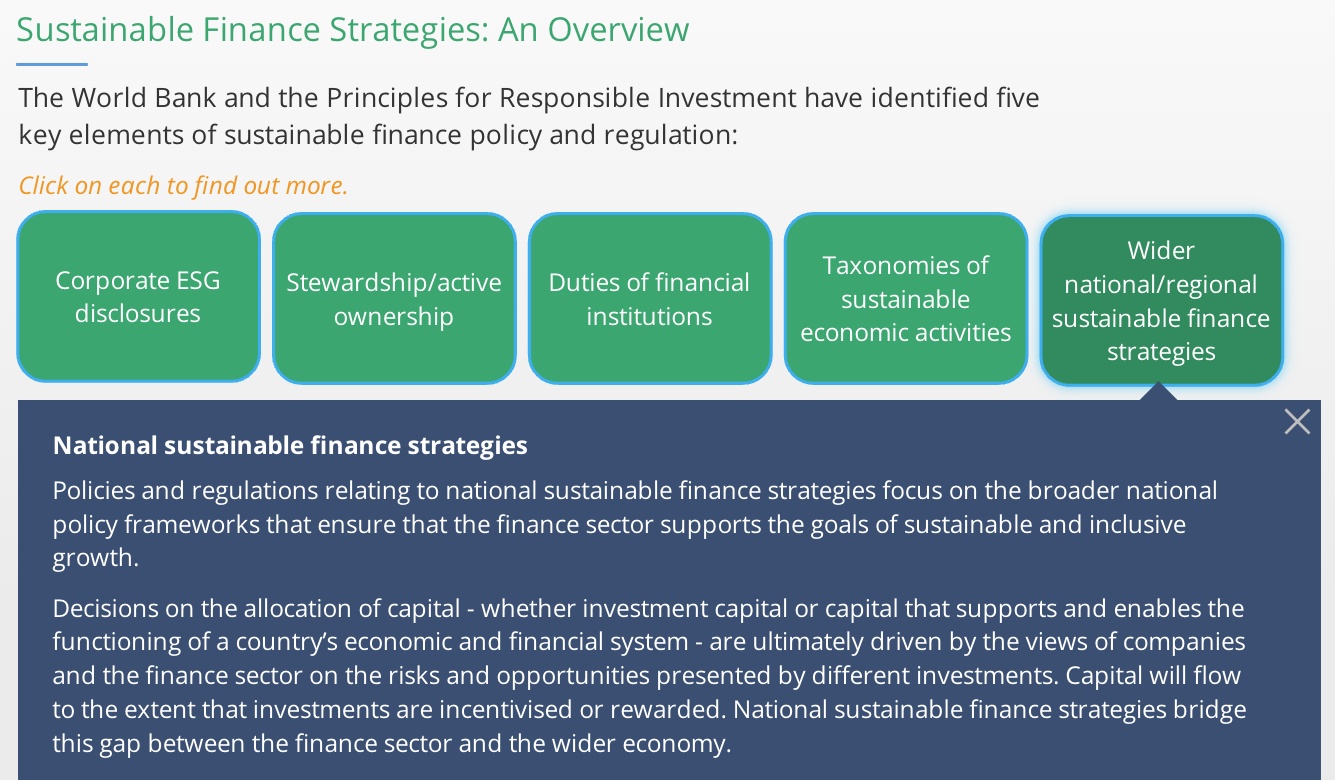 Sustainable Finance Strategies: An Overview
The World Bank and the Principles for Responsible Investment have identified five
key elements of sustainable finance policy and regulation:
Click on each to find out more.
Corporate ESG
disclosures
Stewardship/active
ownership
Duties of financial
institutions
Taxonomies of
sustainable
economic activities
Wider
national/regional
sustainable finance
strategies
National sustainable finance strategies
Policies and regulations relating to national sustainable finance strategies focus on the broader national
policy frameworks that ensure that the finance sector supports the goals of sustainable and inclusive
growth.
Decisions on the allocation of capital - whether investment capital or capital that supports and enables the
functioning of a country’s economic and financial system - are ultimately driven by the views of companies
and the finance sector on the risks and opportunities presented by different investments. Capital will flow
to the extent that investments are incentivised or rewarded. National sustainable finance strategies bridge
this gap between the finance sector and the wider economy.